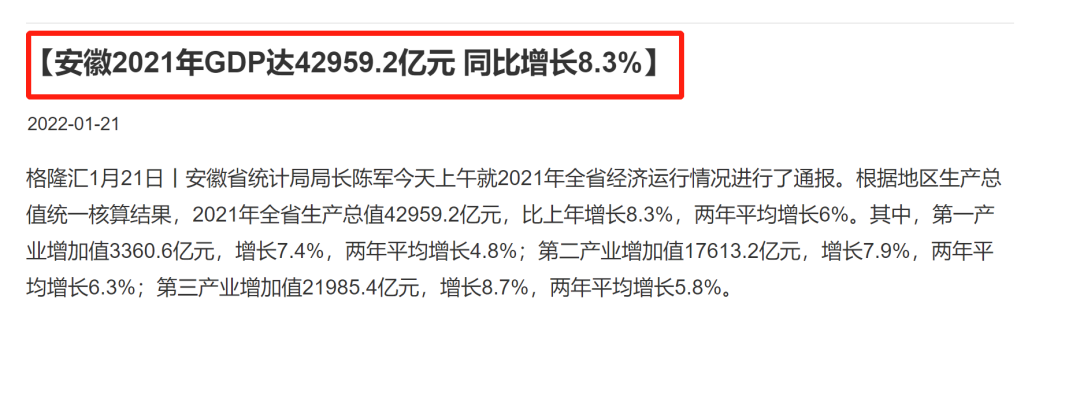 【安徽2021年GDP达42959.2亿元 同比增长8.3%】
2022-01-21
格隆汇1月21日丨安徽省统计局局长陈军今天上午就2021年全省经济运行情况进行了通报。根据地区生产总
值统一核算结果，2021年全省生产总值42959.2亿元，比上年增长8.3%，两年平均增长6%。其中，第一产
业增加值3360.6亿元，增长7.4%，两年平均增长4.8%；第二产业增加值17613.2亿元，增长7.9%，两年平
均增长6.3%；第三产业增加值21985.4亿元，增长8.7%，两年平均增长5.8%。